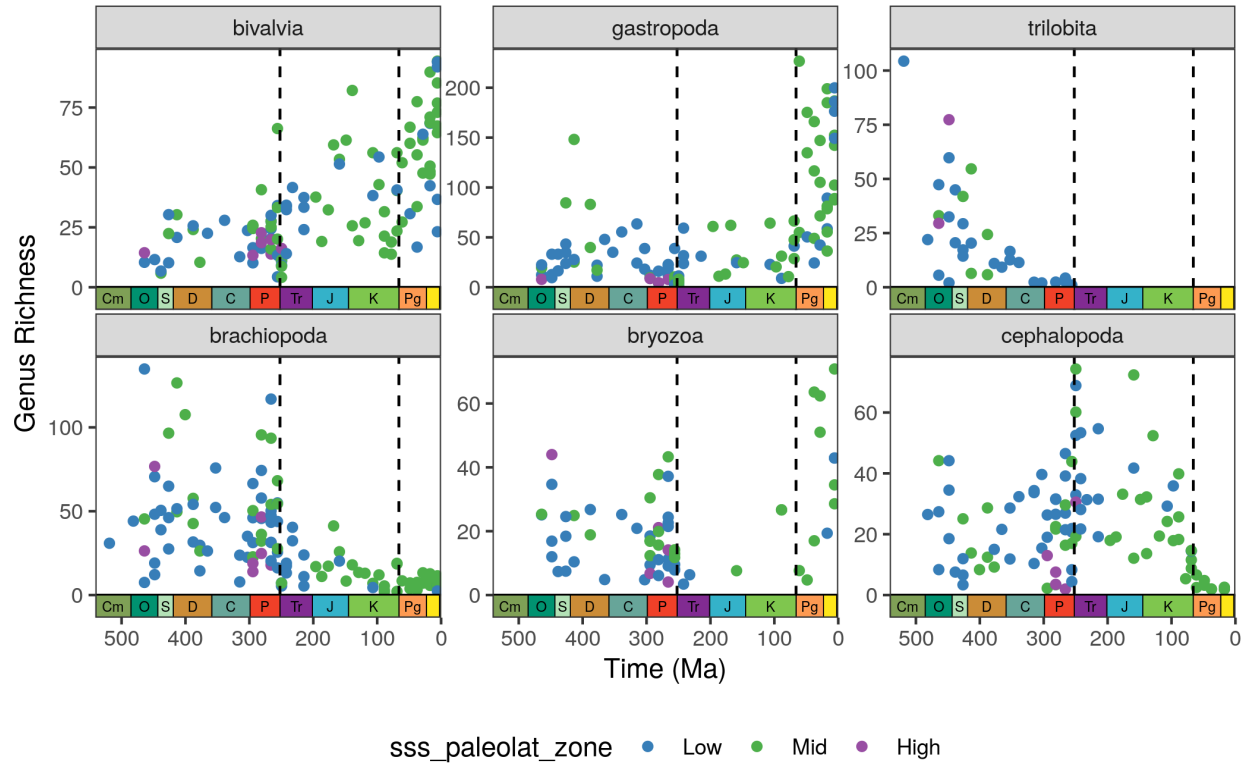 bivalvia gastropoda trilobita
75
50
25
0
200
150
100
50
0
100
75
50
25
0
Cm O S D C P Tr J K Pg
Cm O S D C P Tr J K Pg
Cm O S D C P Tr J K Pg
Genus Richness
brachiopoda bryozoa cephalopoda
100
50
0
60
40
20
0
60
40
20
0
Cm O S D C P Tr J K Pg
Cm O S D C P Tr J K Pg
Cm O S D C P Tr J K Pg
500 400 300 200 100 0
500 400 300 200 100 0
500 400 300 200 100 0
Time (Ma)
sss_paleolat_zone Low Mid High